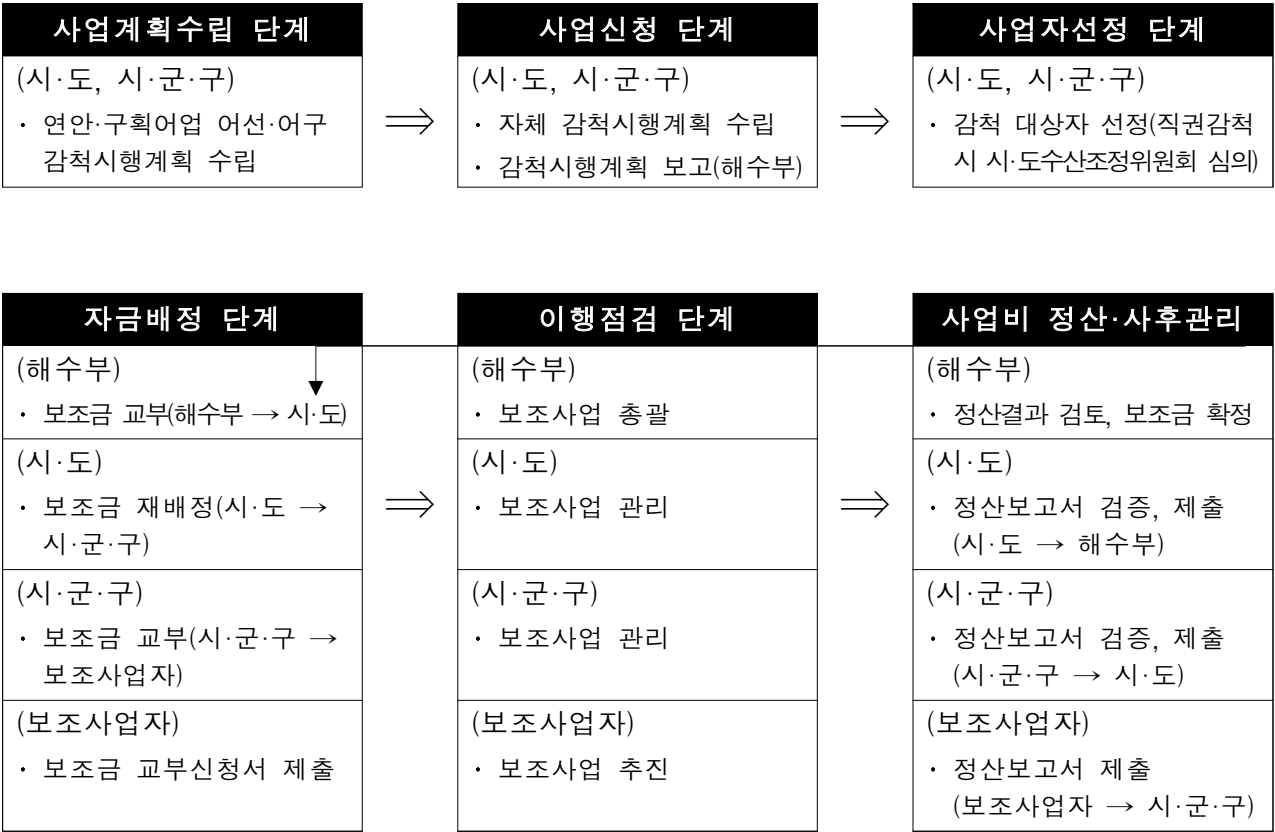 사업계획수립 단계
(시·도, 시·군·구)
· 연안·구획어업 어선·어구
감척시행계획 수립
⇒
사업신청 단계
(시·도, 시·군·구)
· 자체 감척시행계획 수립
· 감척시행계획 보고(해수부)
⇒
사업자선정 단계
(시·도, 시·군·구)
· 감척 대상자 선정(직권감척
시 시·도수산조정위원회 심의)
자금배정 단계
(해수부)
· 보조금 교부(해수부 → 시·도)
(시·도)
· 보조금 재배정(시·도 →
시·군·구)
(시·군·구)
· 보조금 교부(시·군·구 →
보조사업자)
(보조사업자)
· 보조금 교부신청서 제출
⇒
이행점검 단계
(해수부)
· 보조사업 총괄
(시·도)
· 보조사업 관리
(시·군·구)
· 보조사업 관리
(보조사업자)
· 보조사업 추진
⇒
사업비 정산·사후관리
(해수부)
· 정산결과 검토, 보조금 확정
(시·도)
· 정산보고서 검증, 제출
(시·도 → 해수부)
(시·군·구)
· 정산보고서 검증, 제출
(시·군·구 → 시·도)
(보조사업자)
· 정산보고서 제출
(보조사업자 → 시·군·구)